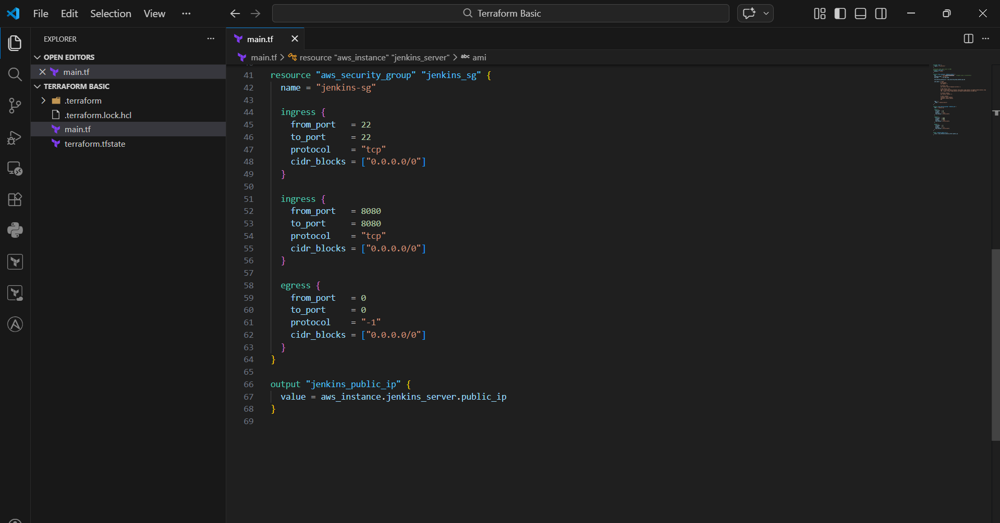 File Edit Selection View ··· Terraform Basic
EXPLORER ···
OPEN EDITORS
main.tf
TERRAFORM BASIC
.terraform
.terraform.lock.hcl
main.tf
terraform.tfstate
main.tf
main.tf > resource "aws_instance" "jenkins_server" > abc ami
41 resource "aws_security_group" "jenkins_sg" {
42   name = "jenkins-sg"
43
44   ingress {
45     from_port   = 22
46     to_port     = 22
47     protocol    = "tcp"
48     cidr_blocks = ["0.0.0.0/0"]
49   }
50
51   ingress {
52     from_port   = 8080
53     to_port     = 8080
54     protocol    = "tcp"
55     cidr_blocks = ["0.0.0.0/0"]
56   }
57
58   egress {
59     from_port   = 0
60     to_port     = 0
61     protocol    = "-1"
62     cidr_blocks = ["0.0.0.0/0"]
63   }
64 }
65
66 output "jenkins_public_ip" {
67   value = aws_instance.jenkins_server.public_ip
68 }
69